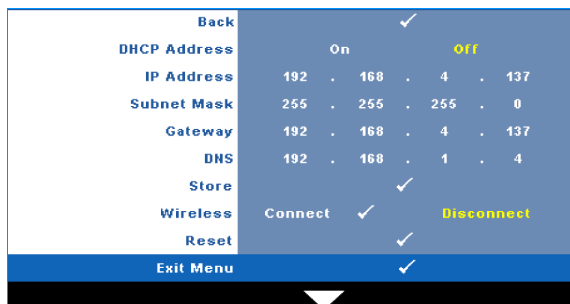 Back
DHCP Address On Off
IP Address 192 . 168 . 4 . 137
Subnet Mask 255 . 255 . 255 . 0
Gateway 192 . 168 . 4 . 137
DNS 192 . 168 . 1 . 4
Store
Wireless Connect Disconnect
Reset
Exit Menu